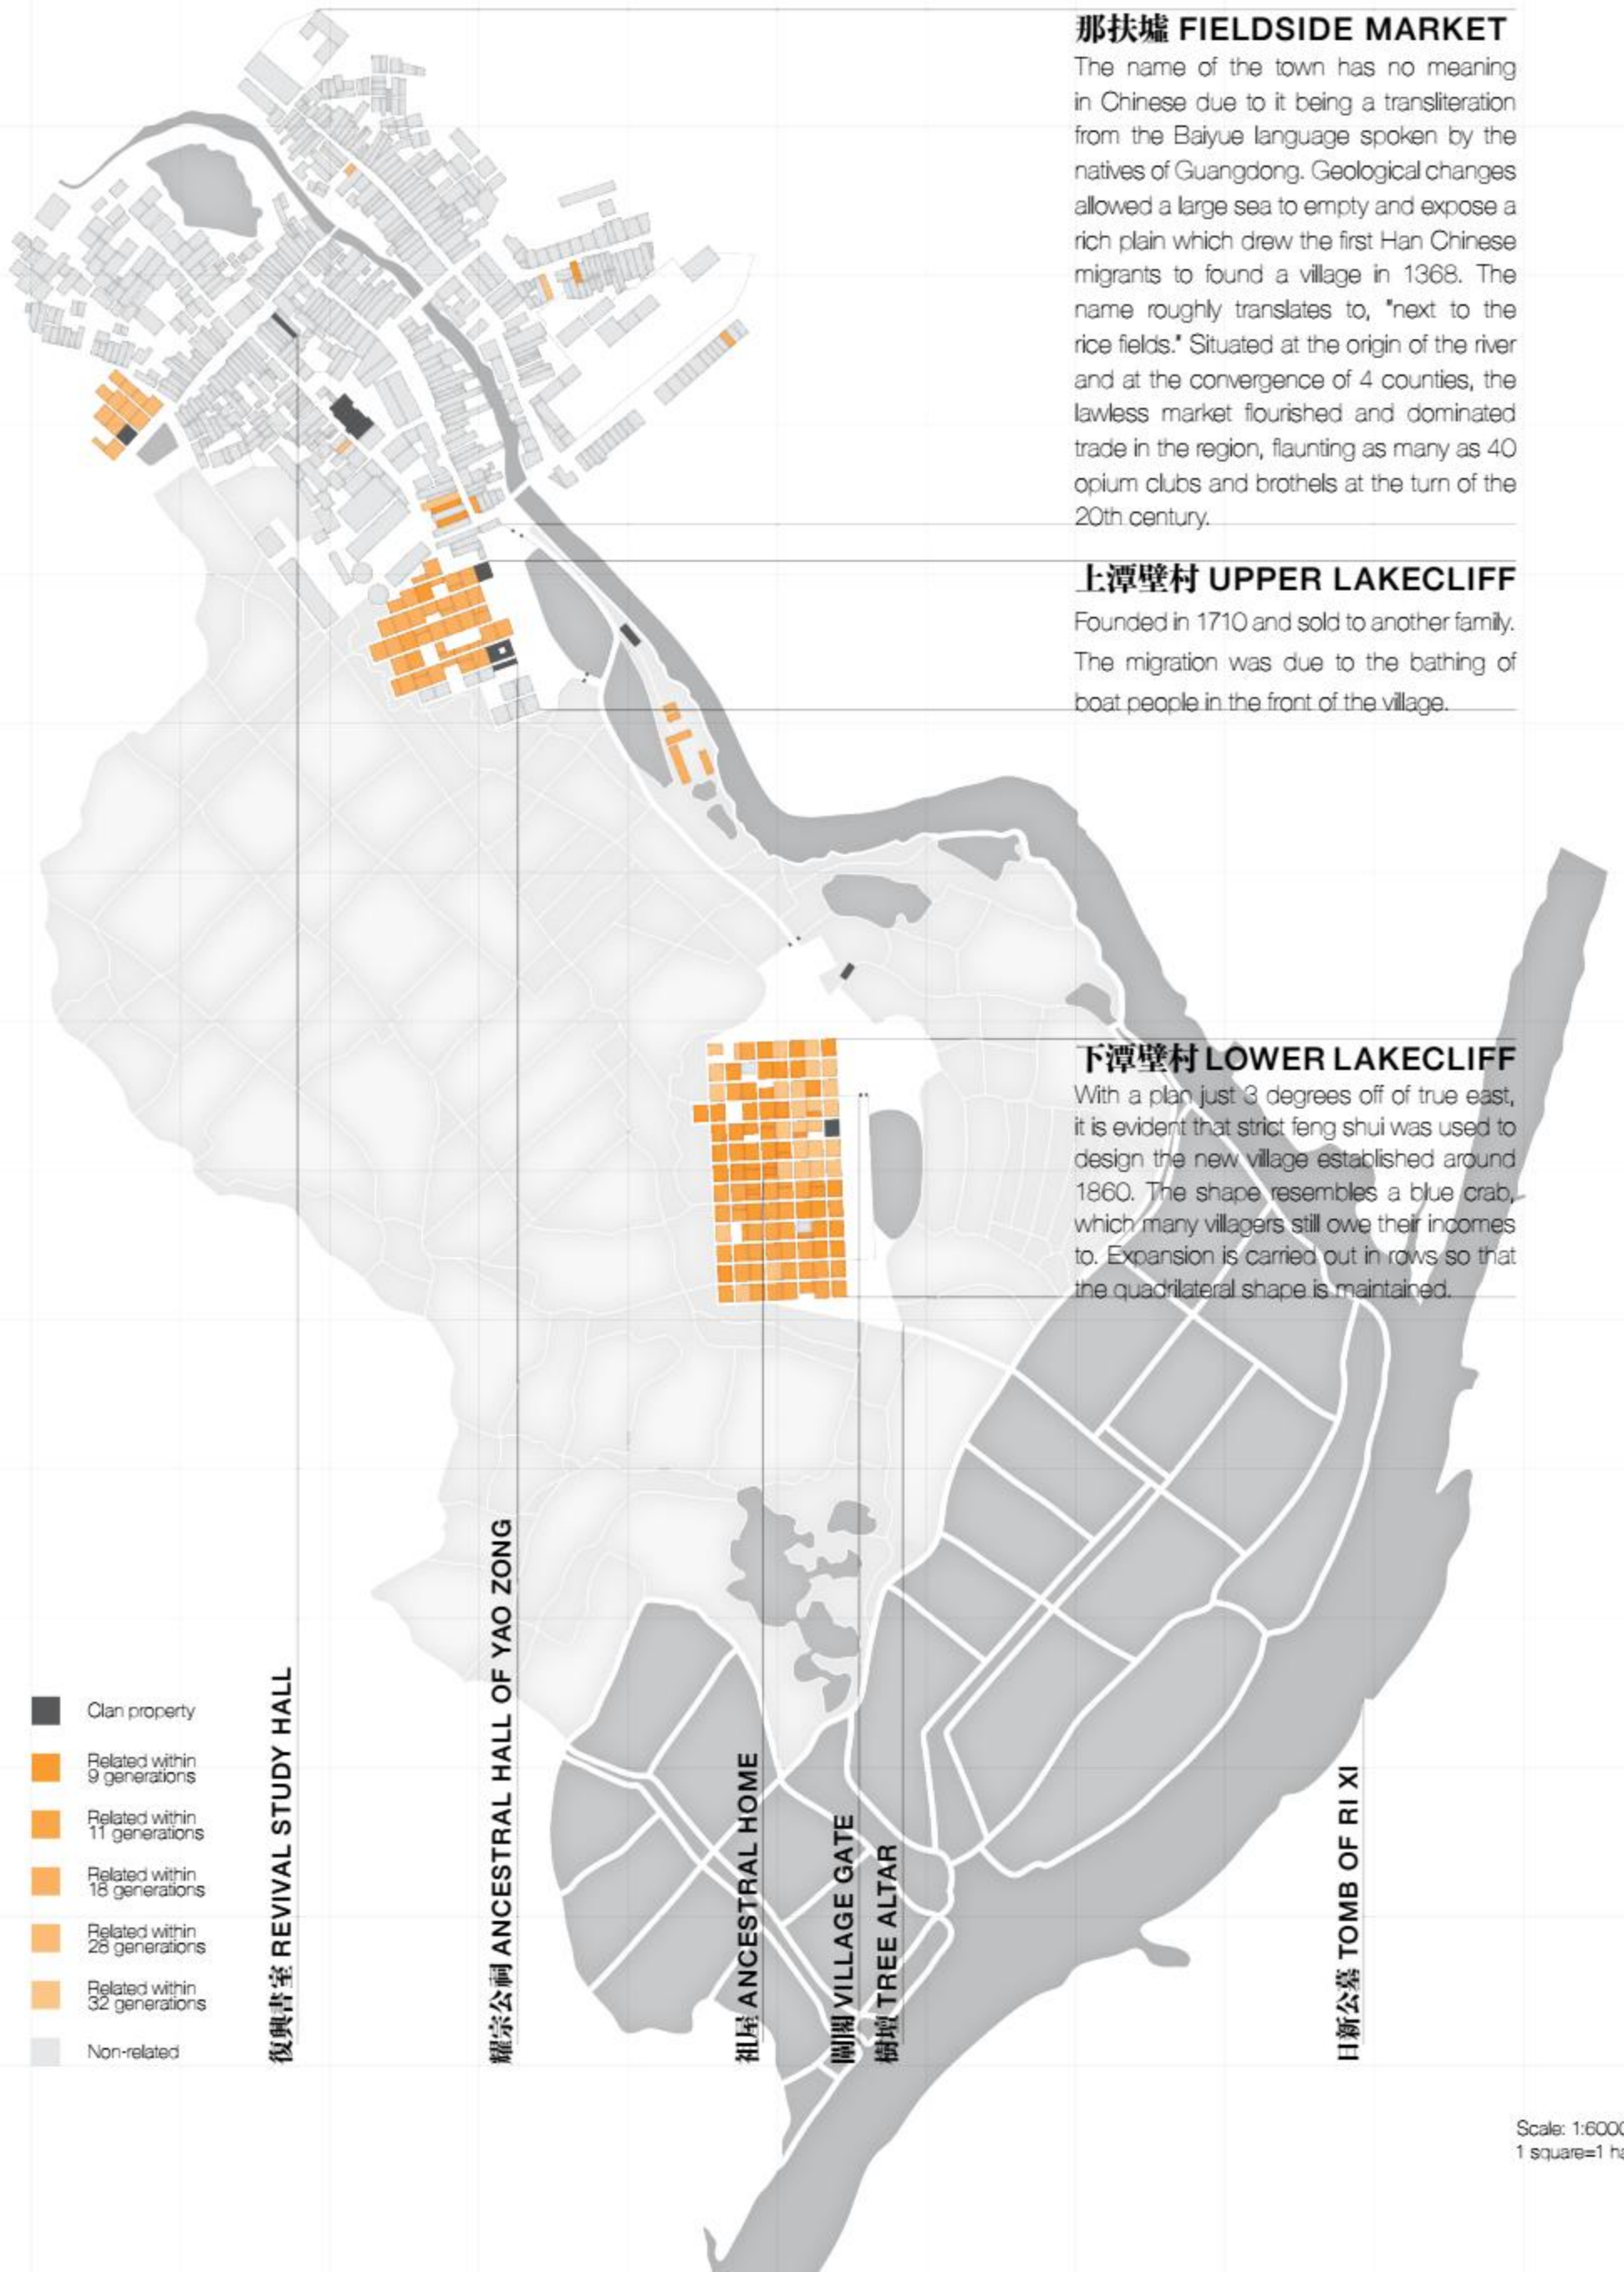 那扶墟 FIELDSIDE MARKET
The name of the town has no meaning
in Chinese due to it being a transliteration
from the Baiyue language spoken by the
natives of Guangdong. Geological changes
allowed a large sea to empty and expose a
rich plain which drew the first Han Chinese
migrants to found a village in 1368. The
name roughly translates to, "next to the
rice fields." Situated at the origin of the river
and at the convergence of 4 counties, the
lawless market flourished and dominated
trade in the region, flaunting as many as 40
opium clubs and brothels at the turn of the
20th century.
上潭壁村 UPPER LAKECLIFF
Founded in 1710 and sold to another family.
The migration was due to the bathing of
boat people in the front of the village.
下潭壁村 LOWER LAKECLIFF
With a plan just 3 degrees off of true east,
it is evident that strict feng shui was used to
design the new village established around
1860. The shape resembles a blue crab,
which many villagers still owe their incomes
to. Expansion is carried out in rows so that
the quadrilateral shape is maintained.
Clan property
Related within
9 generations
Related within
11 generations
Related within
18 generations
Related within
28 generations
Related within
32 generations
Non-related
復興書室 REVIVAL STUDY HALL
耀宗公祠 ANCESTRAL HALL OF YAO ZONG
祖屋 ANCESTRAL HOME
閘閣 VILLAGE GATE
樹壇 TREE ALTAR
日新公墓 TOMB OF RI XI
Scale: 1:6000
1 square=1 ha